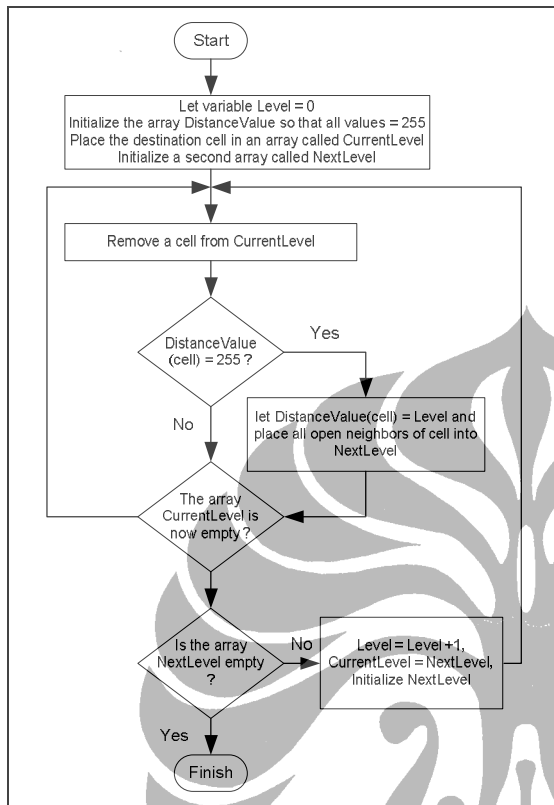 Start
Let variable Level = 0
Initialize the array DistanceValue so that all values = 255
Place the destination cell in an array called CurrentLevel
Initialize a second array called NextLevel
Remove a cell from CurrentLevel
DistanceValue
(cell) = 255 ?
Yes
No
let DistanceValue(cell) = Level and
place all open neighbors of cell into
NextLevel
The array
CurrentLevel is
now empty ?
Is the array
NextLevel empty
?
No
Level = Level +1,
CurrentLevel = NextLevel,
Initialize NextLevel
Yes
Finish